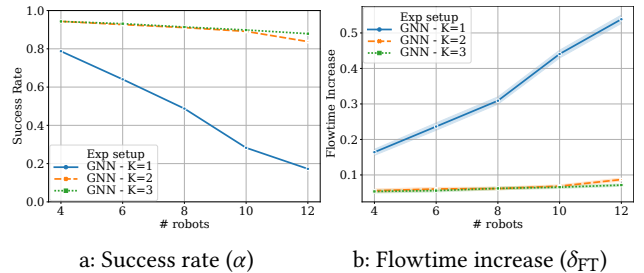 1.0
0.8
0.6
0.4
0.2
0.0
Success Rate
Exp setup
GNN - K=1
GNN - K=2
GNN - K=3
4 6 8 10 12
# robots
a: Success rate (α)
0.5
0.4
0.3
0.2
0.1
Flowtime Increase
Exp setup
GNN - K=1
GNN - K=2
GNN - K=3
4 6 8 10 12
# robots
b: Flowtime increase (δFT)